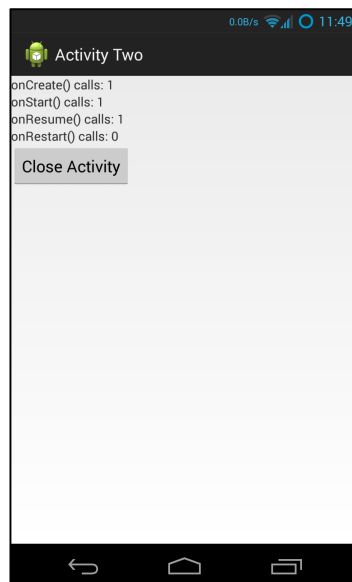 0.0B/s 11:49
Activity Two
onCreate() calls: 1
onStart() calls: 1
onResume() calls: 1
onRestart() calls: 0
Close Activity